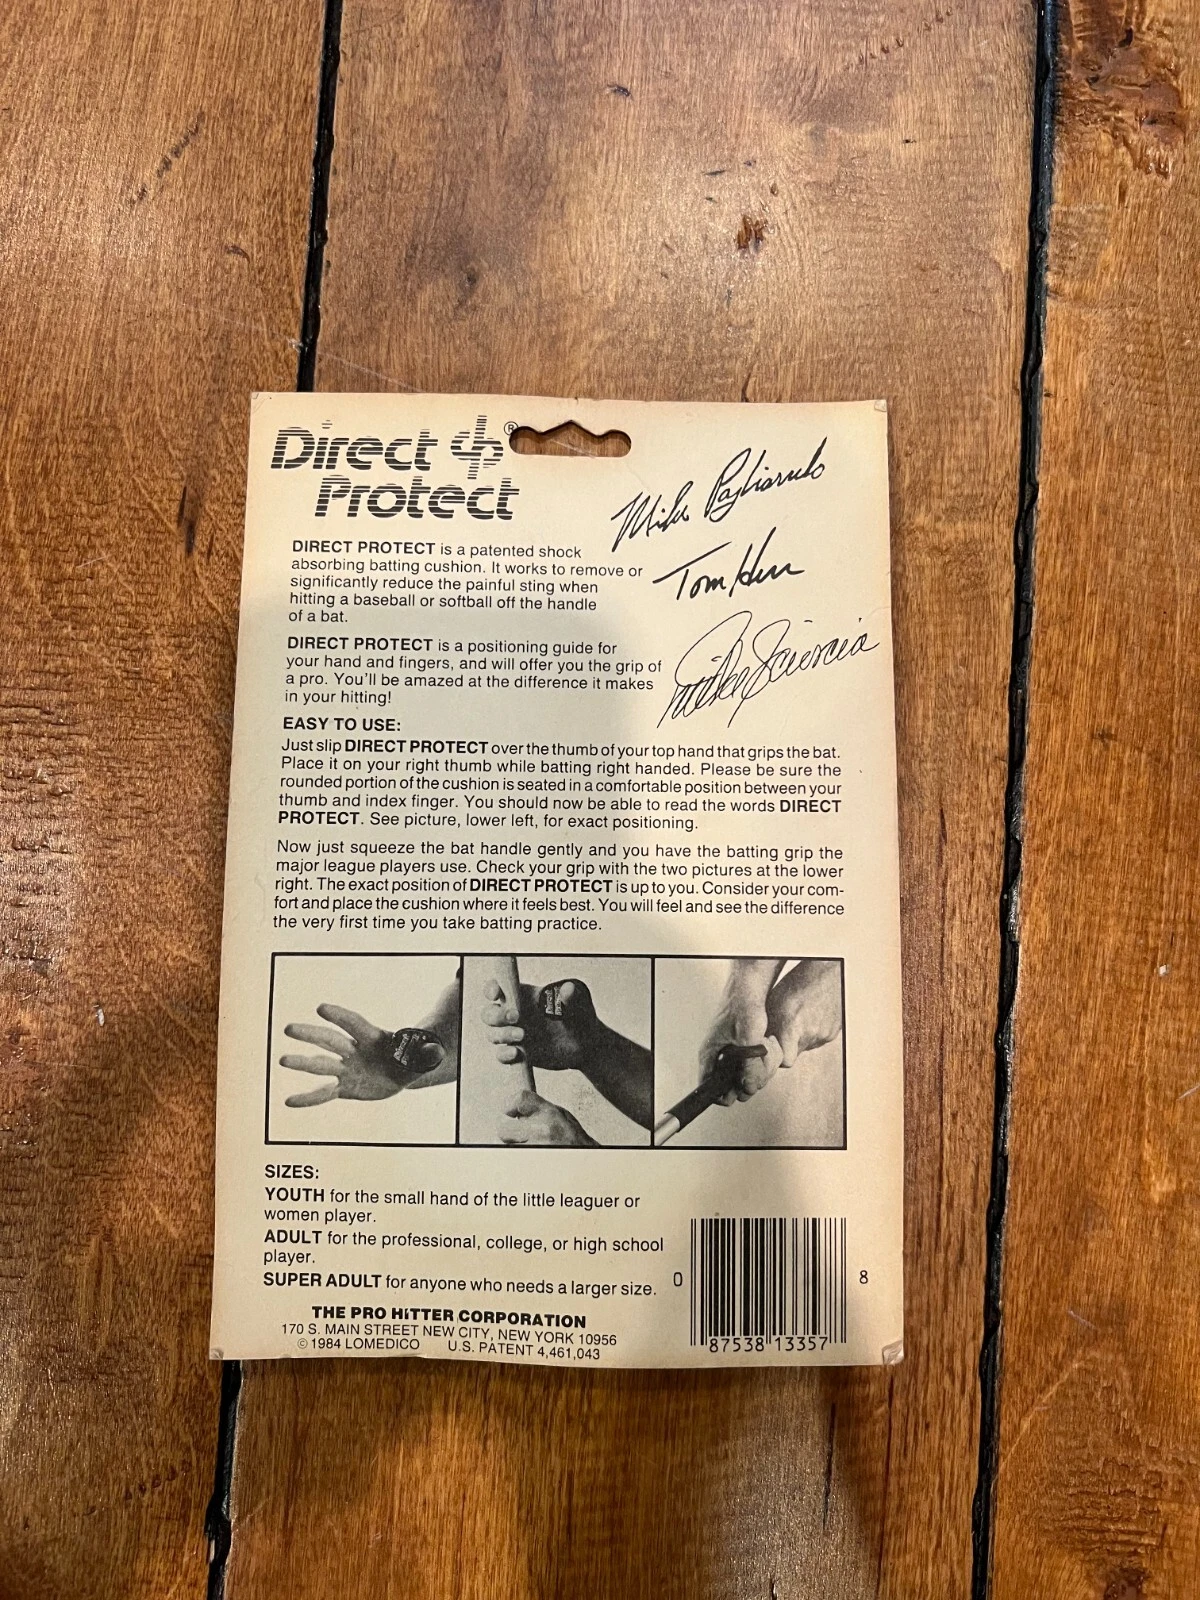 Direct dp®
Protect
Mike Pagliarulo
Tom Herr
Mike Scioscia
DIRECT PROTECT is a patented shock
absorbing batting cushion. It works to remove or
significantly reduce the painful sting when
hitting a baseball or softball off the handle
of a bat.
DIRECT PROTECT is a positioning guide for
your hand and fingers, and will offer you the grip of
a pro. You'll be amazed at the difference it makes
in your hitting!
EASY TO USE:
Just slip DIRECT PROTECT over the thumb of your top hand that grips the bat.
Place it on your right thumb while batting right handed. Please be sure the
rounded portion of the cushion is seated in a comfortable position between your
thumb and index finger. You should now be able to read the words DIRECT
PROTECT. See picture, lower left, for exact positioning.
Now just squeeze the bat handle gently and you have the batting grip the
major league players use. Check your grip with the two pictures at the lower
right. The exact position of DIRECT PROTECT is up to you. Consider your com-
fort and place the cushion where it feels best. You will feel and see the difference
the very first time you take batting practice.
Direct
Protect
Direct
Protect
SIZES:
YOUTH for the small hand of the little leaguer or
women player.
ADULT for the professional, college, or high school
player.
SUPER ADULT for anyone who needs a larger size.
THE PRO HITTER CORPORATION
170 S. MAIN STREET NEW CITY, NEW YORK 10956
© 1984 LOMEDICO U.S. PATENT 4,461,043
0 87538 13357 8